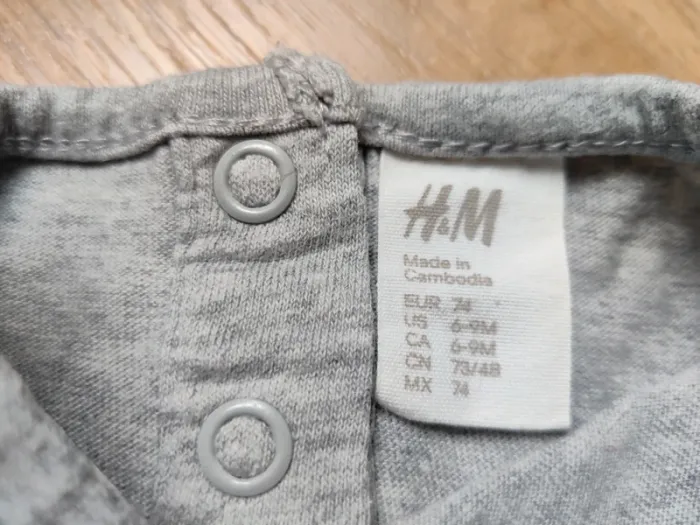 H&M
Made in
Cambodia
EUR 74
US 6-9M
CA 6-9M
CN 73/48
MX 74